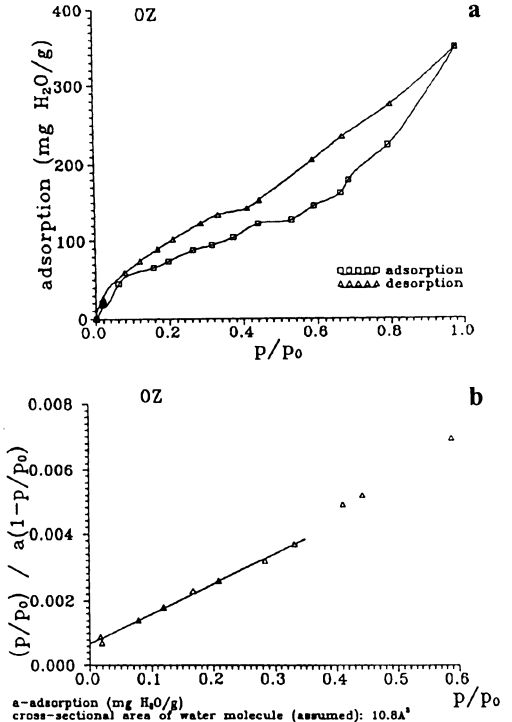 OZ
a
400
300
200
100
0
adsorption (mg H₂O/g)
adsorption
desorption
0.0 0.2 0.4 0.6 0.8 1.0
p/p₀
OZ
b
0.008
0.006
0.004
0.002
0.000
(p/p₀) / a(1-p/p₀)
0.0 0.1 0.2 0.3 0.4 0.5 0.6
p/p₀
a-adsorption (mg H₂O/g)
cross-sectional area of water molecule (assumed): 10.8Å²